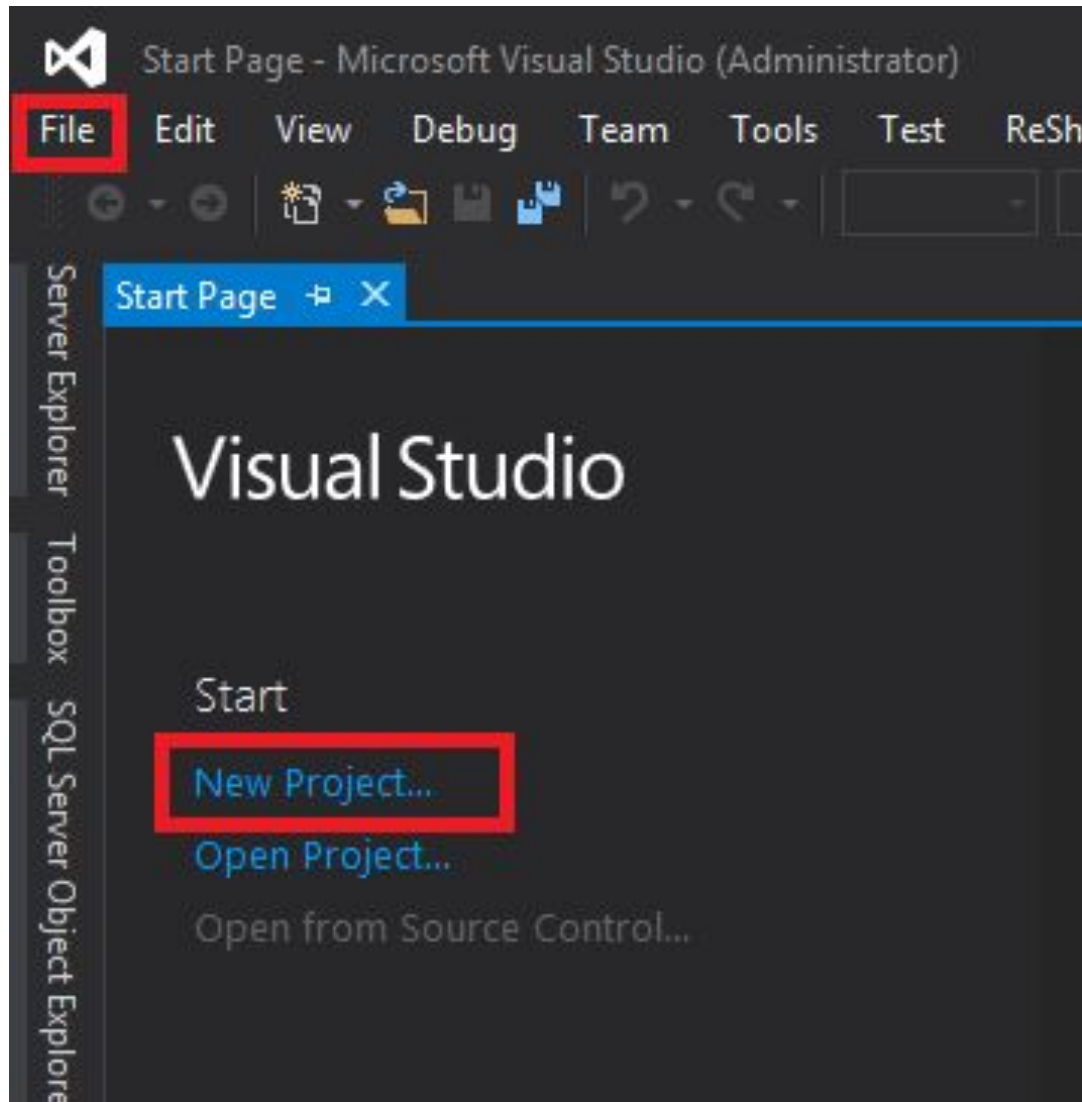 Start Page - Microsoft Visual Studio (Administrator)
File Edit View Debug Team Tools Test ReSh
Start Page
Server Explorer
Toolbox
SQL Server Object Explore
Visual Studio
Start
New Project...
Open Project...
Open from Source Control...